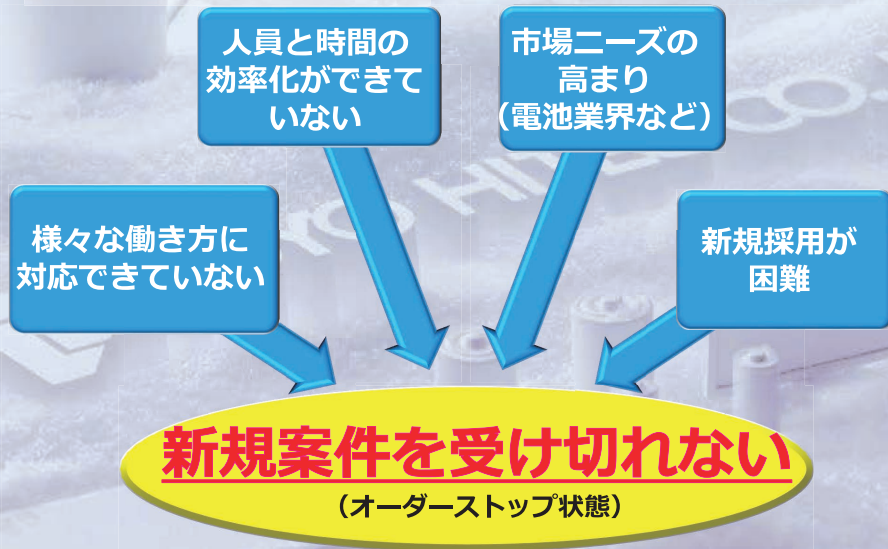 人員と時間の
効率化ができて
いない
市場ニーズの
高まり
（電池業界など）
様々な働き方に
対応できていない
新規採用が
困難
新規案件を受け切れない
（オーダーストップ状態）